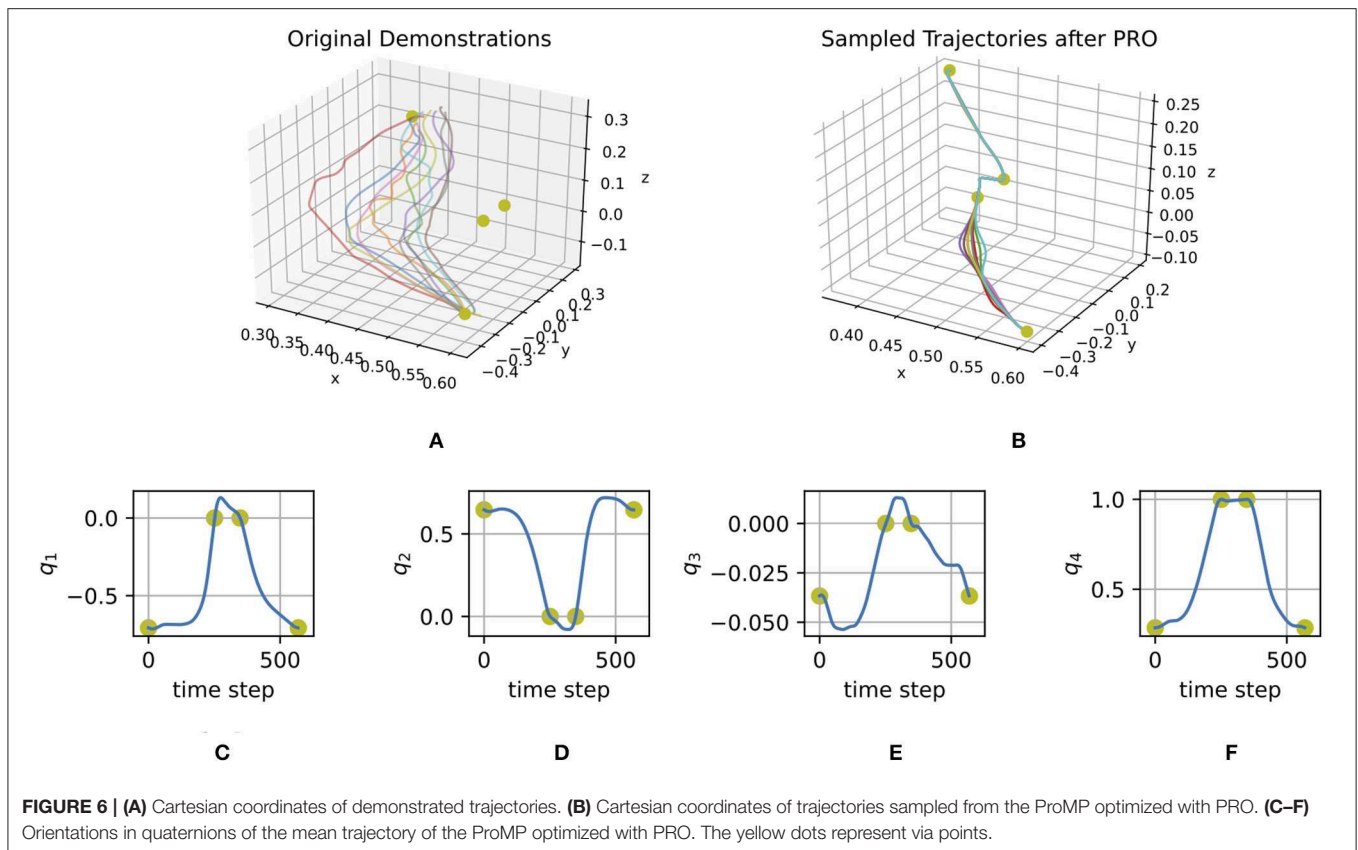 Original Demonstrations
0.3
0.2
0.1
0.0
−0.1
z
0.30
0.35
0.40
0.45
0.50
0.55
0.60
x
−0.4
−0.3
−0.2
−0.1
0.0
0.1
0.2
0.3
y
A
Sampled Trajectories after PRO
0.25
0.20
0.15
0.10
0.05
0.00
−0.05
−0.10
z
0.40
0.45
0.50
0.55
0.60
x
−0.4
−0.3
−0.2
−0.1
0.0
0.1
0.2
y
B
0.0
−0.5
q1
0
500
time step
C
0.5
0.0
q2
0
500
time step
D
0.000
−0.025
−0.050
q3
0
500
time step
E
1.0
0.5
q4
0
500
time step
F
FIGURE 6 | (A) Cartesian coordinates of demonstrated trajectories. (B) Cartesian coordinates of trajectories sampled from the ProMP optimized with PRO. (C–F)
Orientations in quaternions of the mean trajectory of the ProMP optimized with PRO. The yellow dots represent via points.